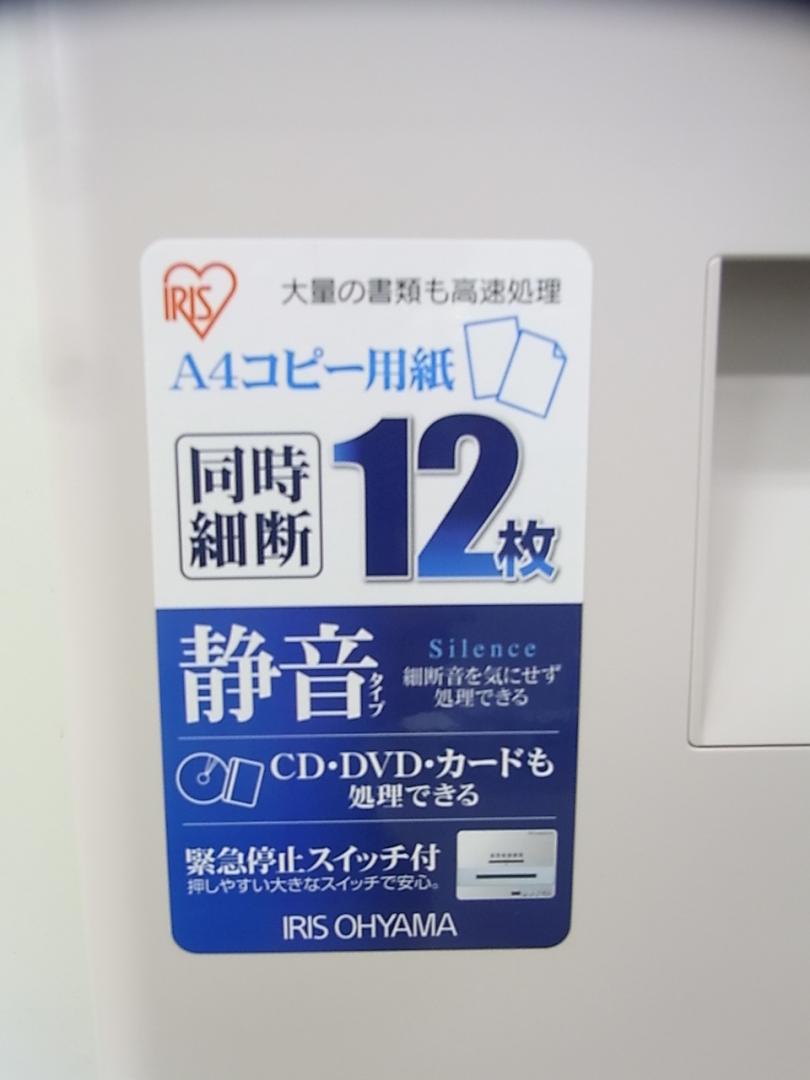 IRIS
大量の書類も高速処理
A4コピー用紙
同時
細断
12枚
静音タイプ
Silence
細断音を気にせず
処理できる
CD・DVD・カードも
処理できる
緊急停止スイッチ付
押しやすい大きなスイッチで安心。
IRIS OHYAMA